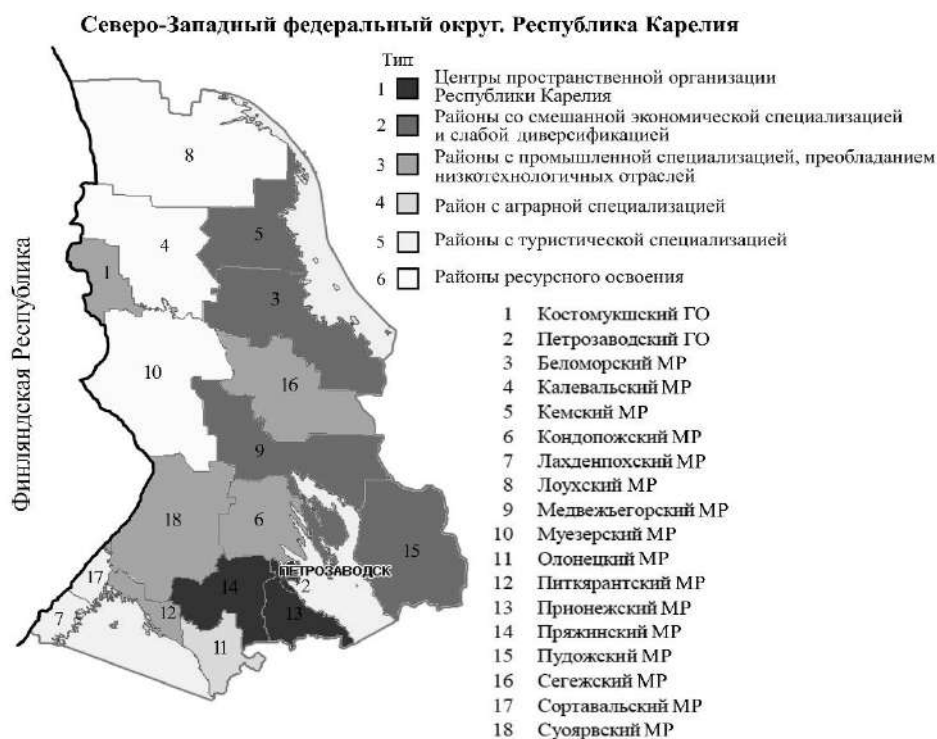 Северо-Западный федеральный округ. Республика Карелия
Тип
1 Центры пространственной организации
Республики Карелия
2 Районы со смешанной экономической специализацией
и слабой диверсификацией
3 Районы с промышленной специализацией, преобладанием
низкотехнологичных отраслей
4 Район с аграрной специализацией
5 Районы с туристической специализацией
6 Районы ресурсного освоения
Финляндская Республика
8
5
4
1
3
10
16
9
18
6
15
ПЕТРОЗАВОДСК
2
17
14
13
7
12
11
1 Костомукшский ГО
2 Петрозаводский ГО
3 Беломорский МР
4 Калевальский МР
5 Кемский МР
6 Кондопожский МР
7 Лахденпохский МР
8 Лоухский МР
9 Медвежьегорский МР
10 Муезерский МР
11 Олонецкий МР
12 Питкярантский МР
13 Прионежский МР
14 Пряжинский МР
15 Пудожский МР
16 Сегежский МР
17 Сортавальский МР
18 Суоярвский МР